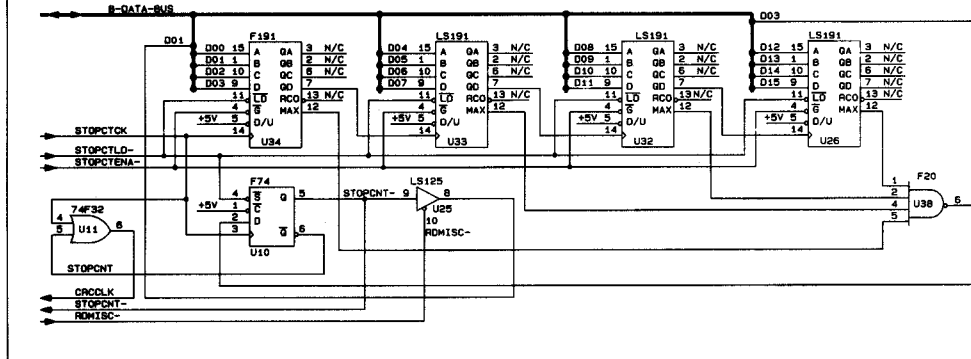 B-DATA-BUS
D03
D01
F191
LS191
LS191
LS191
D00 15 A QA 3 N/C
D01 1 B QB 2 N/C
D02 10 C QC 6 N/C
D03 9 D QD 7
11 LD RCO 13 N/C
4 G MAX 12
+5V 5 D/U
14
U34
D04 15 A QA 3 N/C
D05 1 B QB 2 N/C
D06 10 C QC 6 N/C
D07 9 D QD 7
11 LD RCO 13 N/C
4 G MAX 12
+5V 5 D/U
14
U33
D08 15 A QA 3 N/C
D09 1 B QB 2 N/C
D10 10 C QC 6 N/C
D11 9 D QD 7
11 LD RCO 13 N/C
4 G MAX 12
+5V 5 D/U
14
U32
D12 15 A QA 3 N/C
D13 1 B QB 2 N/C
D14 10 C QC 6 N/C
D15 9 D QD 7
11 LD RCO 13 N/C
4 G MAX 12
+5V 5 D/U
14
U26
STOPCTCK
STOPCTLD-
STOPCTENA-
F74
4 S Q 5
+5V 1 C
2 D
3 Q 6
U10
STOPCNT- 9
LS125
8
U25
10
RDMISC-
F20
1
2
4
5
U38
6
74F32
4
5
U11
6
STOPCNT
CRCCLK
STOPCNT-
RDMISC-